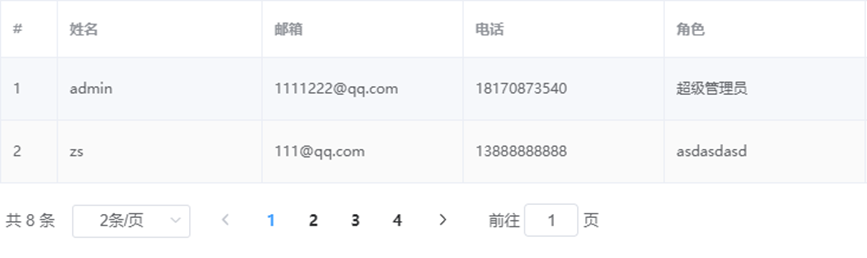 # 姓名 邮箱 电话 角色
1 admin 1111222@qq.com 18170873540 超级管理员
2 zs 111@qq.com 13888888888 asdasdasd
共 8 条 2条/页 1 2 3 4 前往 1 页